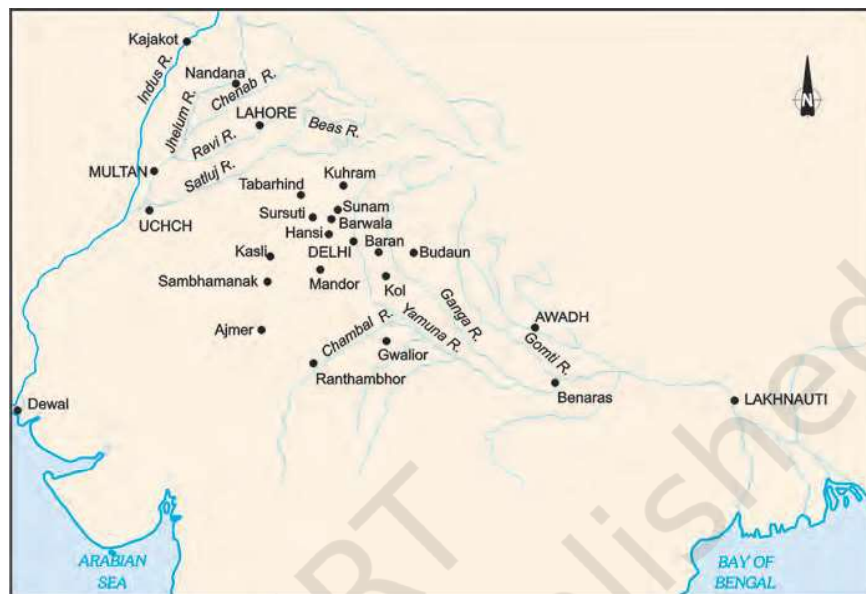 Kajakot
Indus R.
Nandana
Jhelum R.
Chenab R.
LAHORE
Ravi R.
Beas R.
MULTAN
Satluj R.
Kuhram
Tabarhind
UCHCH
Sursuti
Sunam
Barwala
Hansi
DELHI
Baran
Budaun
Kasli
Sambhamanak
Mandor
Kol
Ganga R.
Yamuna R.
AWADH
Ajmer
Chambal R.
Gwalior
Gomti R.
Ranthambhor
Benaras
Dewal
LAKHNAUTI
ARABIAN
SEA
BAY OF
BENGAL
N
RT
blished